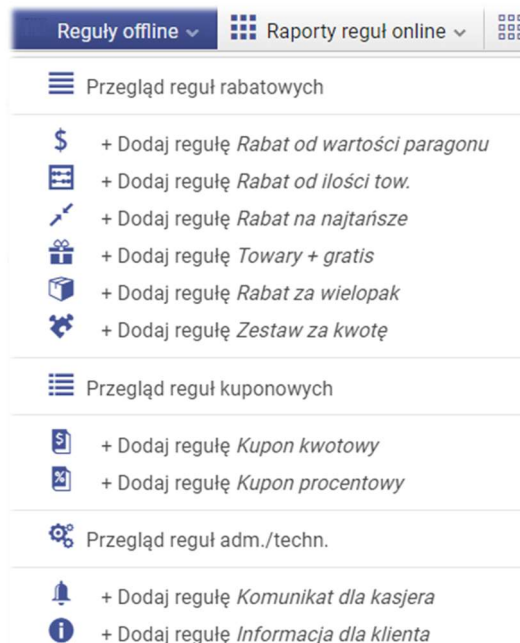 Reguły offline Raporty reguł online
Przegląd reguł rabatowych
+ Dodaj regułę Rabat od wartości paragonu
+ Dodaj regułę Rabat od ilości tow.
+ Dodaj regułę Rabat na najtańsze
+ Dodaj regułę Towary + gratis
+ Dodaj regułę Rabat za wielopak
+ Dodaj regułę Zestaw za kwotę
Przegląd reguł kuponowych
+ Dodaj regułę Kupon kwotowy
+ Dodaj regułę Kupon procentowy
Przegląd reguł adm./techn.
+ Dodaj regułę Komunikat dla kasjera
+ Dodaj regułę Informacja dla klienta